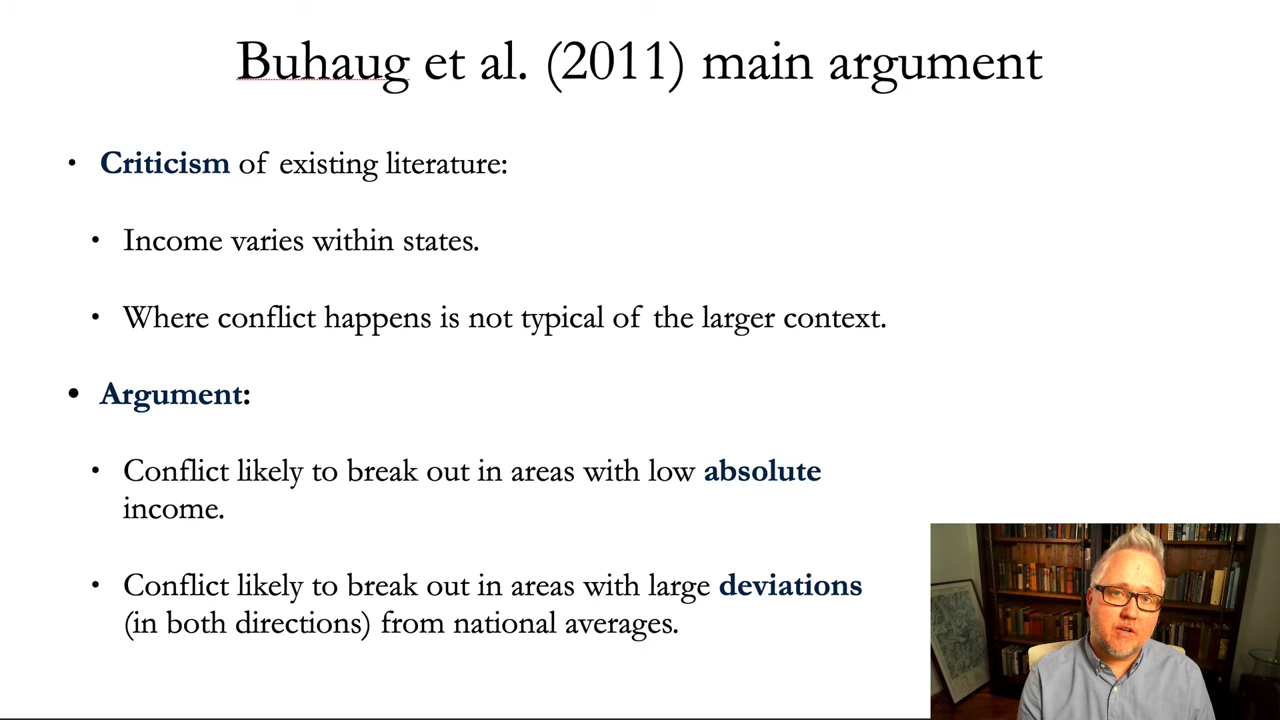 Buhaug et al. (2011) main argument
• Criticism of existing literature:
• Income varies within states.
• Where conflict happens is not typical of the larger context.
• Argument:
• Conflict likely to break out in areas with low absolute
income.
• Conflict likely to break out in areas with large deviations
(in both directions) from national averages.